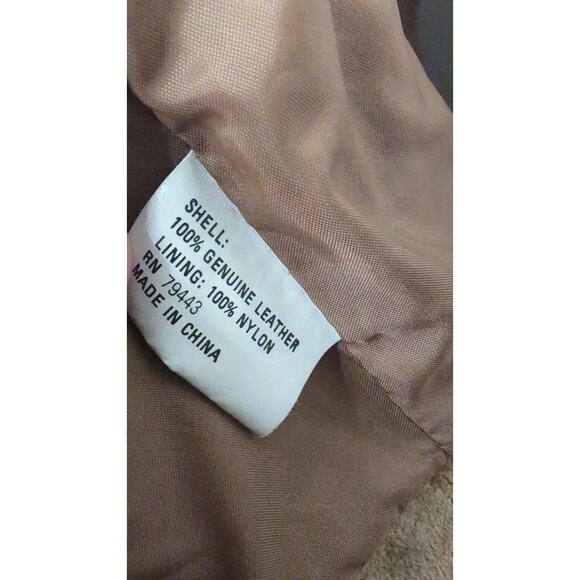 SHELL:
100% GENUINE LEATHER
LINING: 100% NYLON
RN 79443
MADE IN CHINA